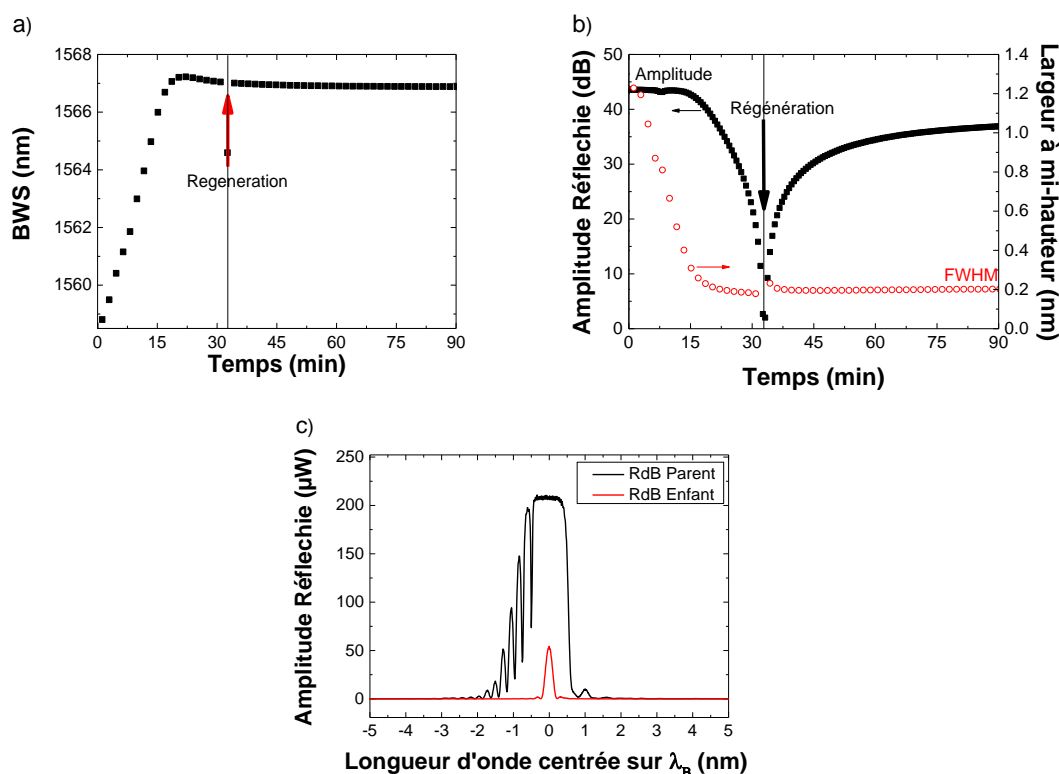 a)
1568
1566
1564
1562
1560
BWS (nm)
Regeneration
0 15 30 45 60 75 90
Temps (min)
b)
50
40
30
20
10
0
Amplitude Réflechie (dB)
Amplitude
Régénération
FWHM
1.4
1.2
1.0
0.8
0.6
0.4
0.2
0.0
Largeur à mi-hauteur (nm)
0 15 30 45 60 75 90
Temps (min)
c)
250
200
150
100
50
0
Amplitude Réflechie (µW)
RdB Parent
RdB Enfant
-5 -4 -3 -2 -1 0 1 2 3 4 5
Longueur d'onde centrée sur λB (nm)